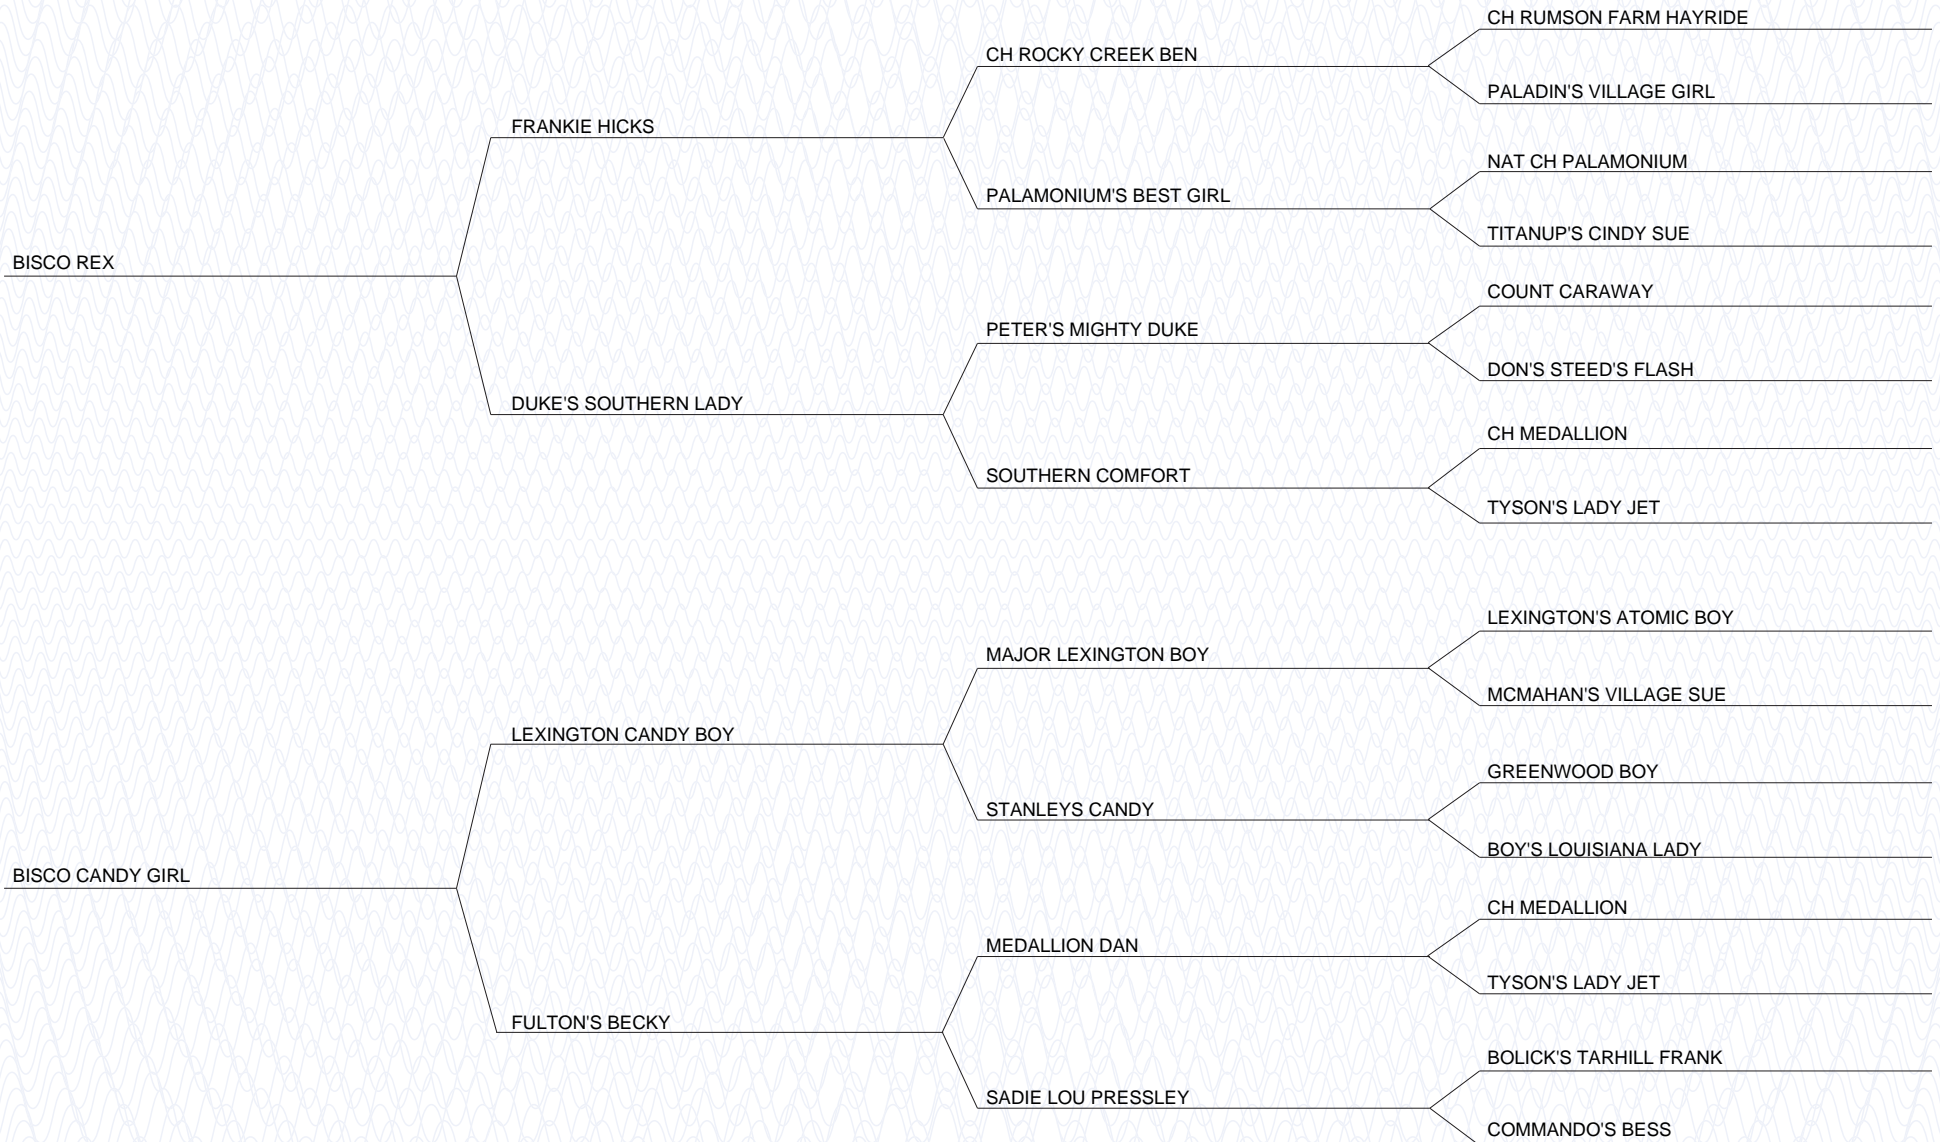 CH RUMSON FARM HAYRIDE
CH ROCKY CREEK BEN
PALADIN'S VILLAGE GIRL
FRANKIE HICKS
NAT CH PALAMONIUM
PALAMONIUM'S BEST GIRL
TITANUP'S CINDY SUE
BISCO REX
COUNT CARAWAY
PETER'S MIGHTY DUKE
DON'S STEED'S FLASH
DUKE'S SOUTHERN LADY
CH MEDALLION
SOUTHERN COMFORT
TYSON'S LADY JET
LEXINGTON'S ATOMIC BOY
MAJOR LEXINGTON BOY
MCMAHAN'S VILLAGE SUE
LEXINGTON CANDY BOY
GREENWOOD BOY
STANLEYS CANDY
BOY'S LOUISIANA LADY
BISCO CANDY GIRL
CH MEDALLION
MEDALLION DAN
TYSON'S LADY JET
FULTON'S BECKY
BOLICK'S TARHILL FRANK
SADIE LOU PRESSLEY
COMMANDO'S BESS